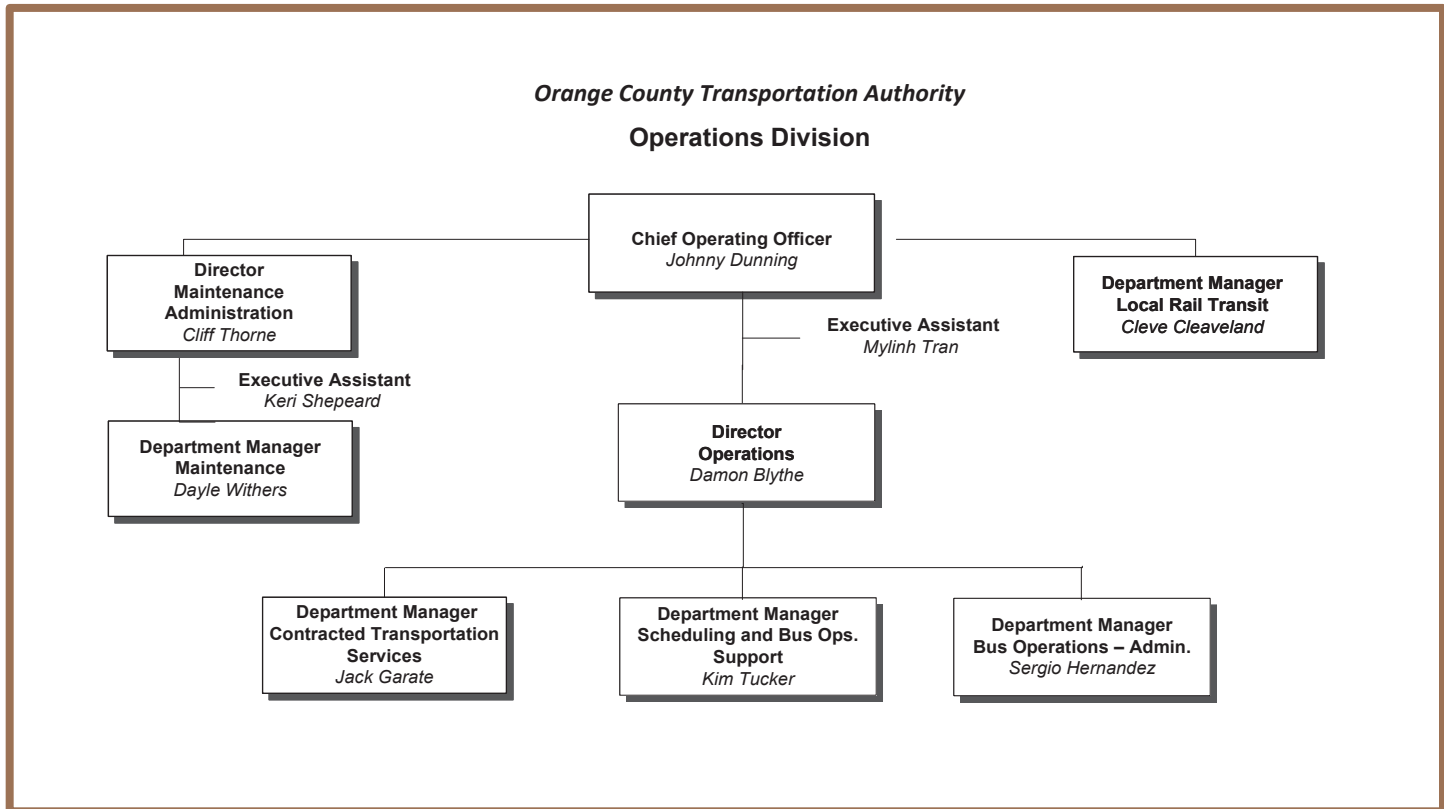 Orange County Transportation Authority
Operations Division
Chief Operating Officer
Johnny Dunning
Director
Maintenance
Administration
Cliff Thorne
Department Manager
Local Rail Transit
Cleve Cleaveland
Executive Assistant
Mylinh Tran
Executive Assistant
Keri Shepeard
Department Manager
Maintenance
Dayle Withers
Director
Operations
Damon Blythe
Department Manager
Contracted Transportation
Services
Jack Garate
Department Manager
Scheduling and Bus Ops.
Support
Kim Tucker
Department Manager
Bus Operations – Admin.
Sergio Hernandez